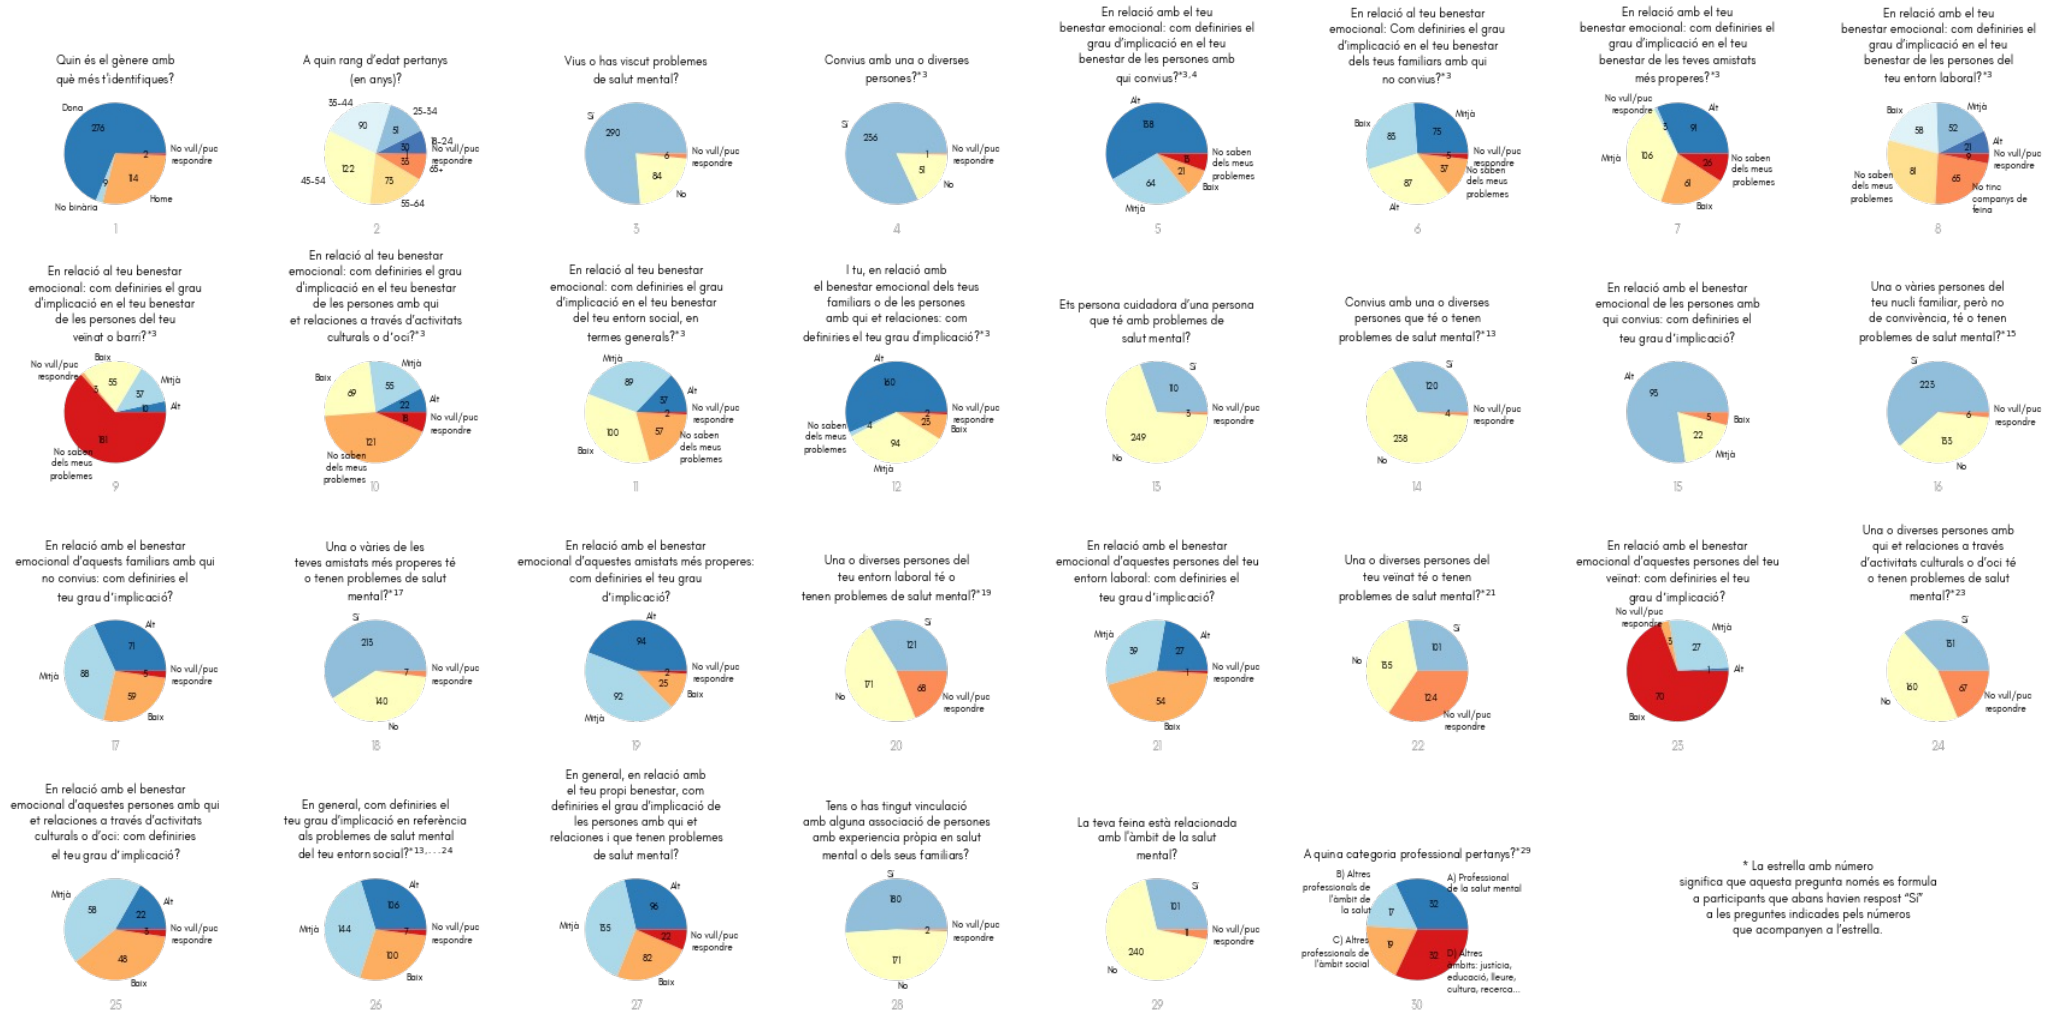 Quin és el gènere amb
què més t'identifiques?
Dona
276
2
No vull/puc
respondre
9
114
Home
No binària
1
A quin rang d'edat pertanys
(en anys)?
35-44
25-34
90
51
18-24
30
No vull/puc
respondre
65+
122
75
45-54
55-64
2
Vius o has viscut problemes
de salut mental?
Sí
290
6
No vull/puc
respondre
84
No
3
Convius amb una o diverses
persones?*3
Sí
256
1
No vull/puc
respondre
51
No
4
En relació amb el teu
benestar emocional: com definiries el
grau d'implicació en el teu
benestar de les persones amb
qui convius?*3,4
Alt
138
15
No saben
dels meus
problemes
21
Baix
64
Mitjà
5
En relació al teu benestar
emocional: Com definiries el grau
d'implicació en el teu benestar
dels teus familiars amb qui
no convius?*3
Baix
85
75
Mitjà
5
No vull/puc
respondre
37
No saben
dels meus
problemes
87
Alt
6
En relació amb el teu
benestar emocional: com definiries el
grau d'implicació en el teu
benestar de les teves amistats
més properes?*3
No vull/puc
respondre
3
Alt
91
Mitjà
106
26
No saben
dels meus
problemes
61
Baix
7
En relació amb el teu
benestar emocional: com definiries el
grau d'implicació en el teu
benestar de les persones del
teu entorn laboral?*3
Baix
58
52
Mitjà
21
Alt
9
No vull/puc
respondre
No saben
dels meus
problemes
81
65
No tinc
companys de
feina
8
En relació al teu benestar
emocional: com definiries el grau
d'implicació en el teu benestar
de les persones del teu
veïnat o barri?*3
Baix
No vull/puc
respondre
3
55
37
Mitjà
10
Alt
181
No saben
dels meus
problemes
9
En relació al teu benestar
emocional: com definiries el grau
d'implicació en el teu benestar
de les persones amb qui
et relaciones a través d'activitats
culturals o d'oci?*3
Mitjà
Baix
69
55
22
Alt
18
No vull/puc
respondre
121
No saben
dels meus
problemes
10
En relació al teu benestar
emocional: com definiries el grau
d'implicació en el teu benestar
del teu entorn social, en
termes generals?*3
Mitjà
89
37
Alt
2
No vull/puc
respondre
100
57
No saben
dels meus
problemes
Baix
11
I tu, en relació amb
el benestar emocional dels teus
familiars o de les persones
amb qui et relaciones: com
definiries el teu grau d'implicació?*3
Alt
160
2
No vull/puc
respondre
25
Baix
No saben
dels meus
problemes
4
94
Mitjà
12
Ets persona cuidadora d'una persona
que té amb problemes de
salut mental?
Sí
110
3
No vull/puc
respondre
249
No
13
Convius amb una o diverses
persones que té o tenen
problemes de salut mental?*13
Sí
120
4
No vull/puc
respondre
238
No
14
En relació amb el benestar
emocional de les persones amb
qui convius: com definiries el
teu grau d'implicació?
Alt
93
5
Baix
22
Mitjà
15
Una o vàries persones del
teu nucli familiar, però no
de convivència, té o tenen
problemes de salut mental?*15
Sí
223
6
No vull/puc
respondre
133
No
16
En relació amb el benestar
emocional d'aquests familiars amb qui
no convius: com definiries el
teu grau d'implicació?
Alt
71
Mitjà
88
5
No vull/puc
respondre
59
Baix
17
Una o vàries de les
teves amistats més properes té
o tenen problemes de salut
mental?*17
Sí
215
7
No vull/puc
respondre
140
No
18
En relació amb el benestar
emocional d'aquestes amistats més properes:
com definiries el teu grau
d'implicació?
Alt
94
2
No vull/puc
respondre
25
Baix
92
Mitjà
19
Una o diverses persones del
teu entorn laboral té o
tenen problemes de salut mental?*19
Sí
121
171
No
68
No vull/puc
respondre
20
En relació amb el benestar
emocional d'aquestes persones del teu
entorn laboral: com definiries el
teu grau d'implicació?
Mitjà
39
27
Alt
1
No vull/puc
respondre
54
Baix
21
Una o diverses persones del
teu veïnat té o tenen
problemes de salut mental?*21
Sí
101
No
135
124
No vull/puc
respondre
22
En relació amb el benestar
emocional d'aquestes persones del teu
veïnat: com definiries el teu
grau d'implicació?
No vull/puc
respondre
3
27
Mitjà
1
Alt
70
Baix
23
Una o diverses persones amb
qui et relaciones a través
d'activitats culturals o d'oci té
o tenen problemes de salut
mental?*23
Sí
131
160
No
67
No vull/puc
respondre
24
En relació amb el benestar
emocional d'aquestes persones amb qui
et relaciones a través d'activitats
culturals o d'oci: com definiries
el teu grau d'implicació?
Mitjà
58
22
Alt
3
No vull/puc
respondre
48
Baix
25
En general, com definiries el
teu grau d'implicació en referència
als problemes de salut mental
del teu entorn social?*13,...24
Alt
106
Mitjà
144
7
No vull/puc
respondre
100
Baix
26
En general, en relació amb
el teu propi benestar, com
definiries el grau d'implicació de
les persones amb qui et
relaciones i que tenen problemes
de salut mental?
Alt
96
Mitjà
155
22
No vull/puc
respondre
82
Baix
27
Tens o has tingut vinculació
amb alguna associació de persones
amb experiencia pròpia en salut
mental o dels seus familiars?
Sí
180
2
No vull/puc
respondre
171
No
28
La teva feina està relacionada
amb l'àmbit de la salut
mental?
Sí
101
11
No vull/puc
respondre
240
No
29
A quina categoria professional pertanys?*29
B) Altres
professionals de
l'àmbit de
la salut
A) Professional
de la salut mental
32
17
C) Altres
professionals de
l'àmbit social
19
32
D) Altres
àmbits: justícia,
educació, lleure,
cultura, recerca...
30
* La estrella amb número
significa que aquesta pregunta només es formula
a participants que abans havien respost "Sí"
a les preguntes indicades pels números
que acompanyen a l'estrella.